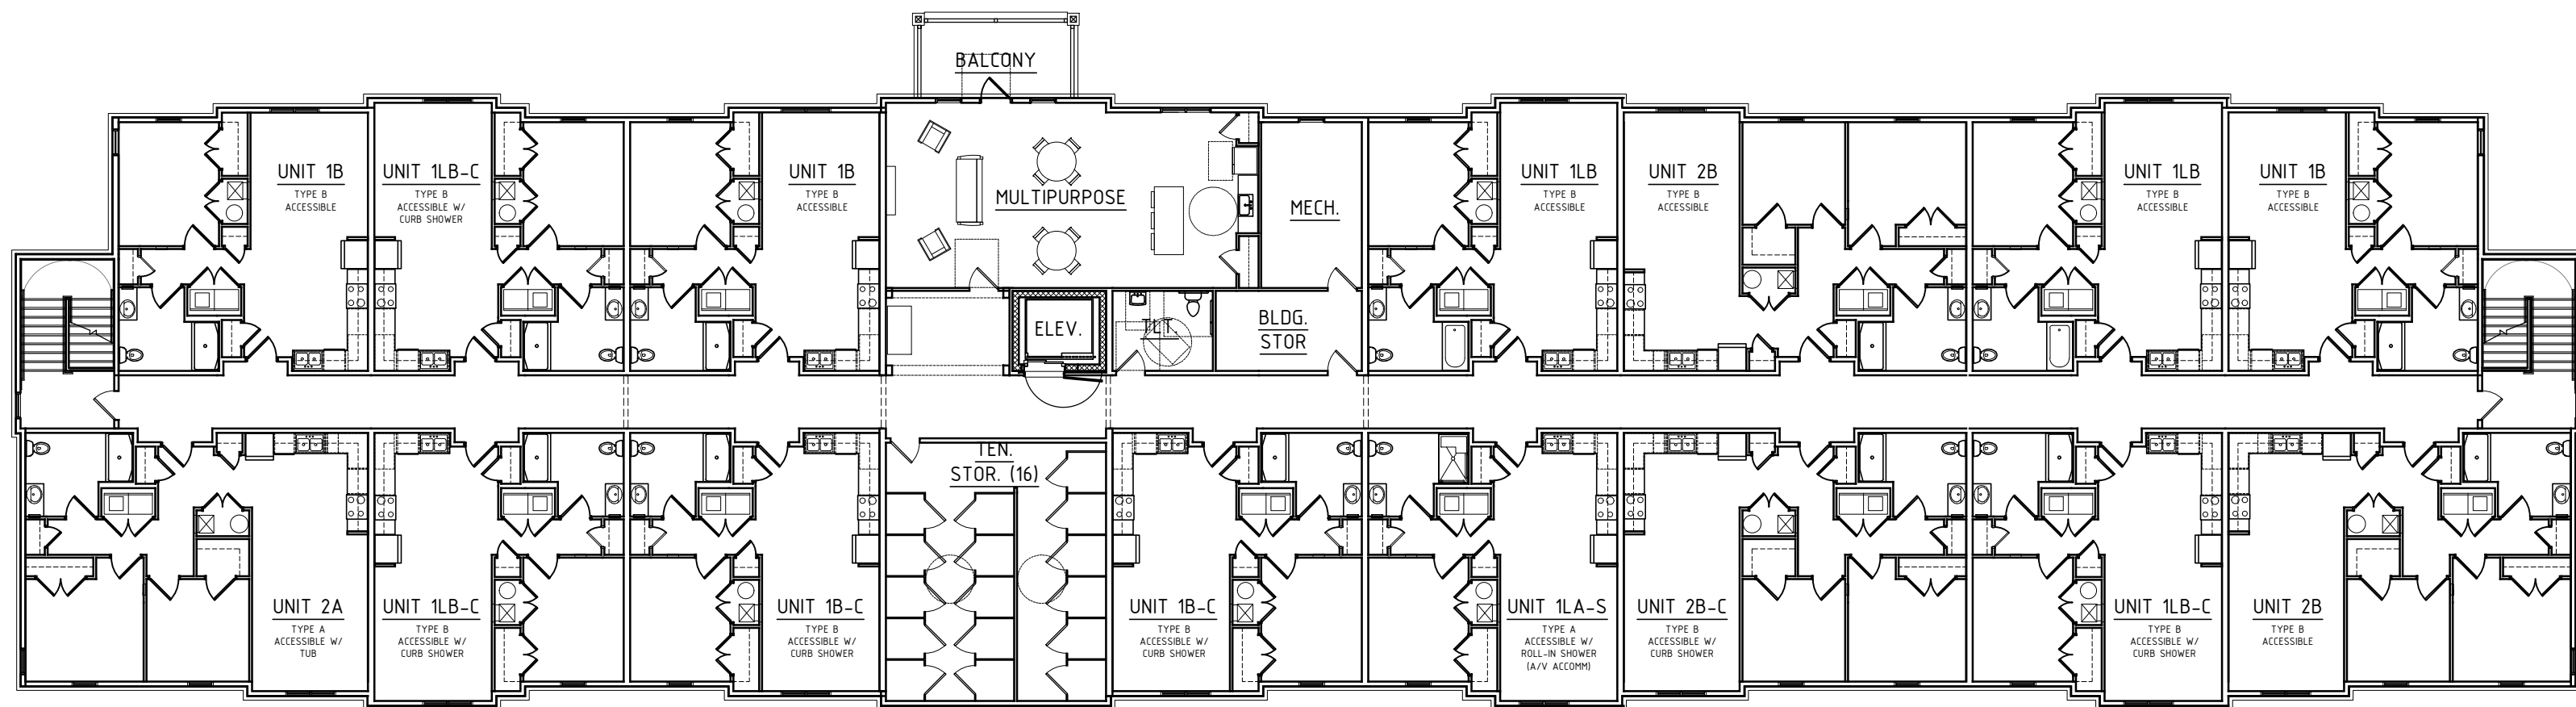 BALCONY
UNIT 1B
TYPE B
ACCESSIBLE
UNIT 1LB-C
TYPE B
ACCESSIBLE W/
CURB SHOWER
UNIT 1B
TYPE B
ACCESSIBLE
MULTIPURPOSE
MECH.
UNIT 1LB
TYPE B
ACCESSIBLE
UNIT 2B
TYPE B
ACCESSIBLE
UNIT 1LB
TYPE B
ACCESSIBLE
UNIT 1B
TYPE B
ACCESSIBLE
ELEV.
TLT.
BLDG.
STOR
TEN.
STOR. (16)
UNIT 2A
TYPE A
ACCESSIBLE W/
TUB
UNIT 1LB-C
TYPE B
ACCESSIBLE W/
CURB SHOWER
UNIT 1B-C
TYPE B
ACCESSIBLE W/
CURB SHOWER
UNIT 1B-C
TYPE B
ACCESSIBLE W/
CURB SHOWER
UNIT 1LA-S
TYPE A
ACCESSIBLE W/
ROLL-IN SHOWER
(A/V ACCOMM)
UNIT 2B-C
TYPE B
ACCESSIBLE W/
CURB SHOWER
UNIT 1LB-C
TYPE B
ACCESSIBLE W/
CURB SHOWER
UNIT 2B
TYPE B
ACCESSIBLE